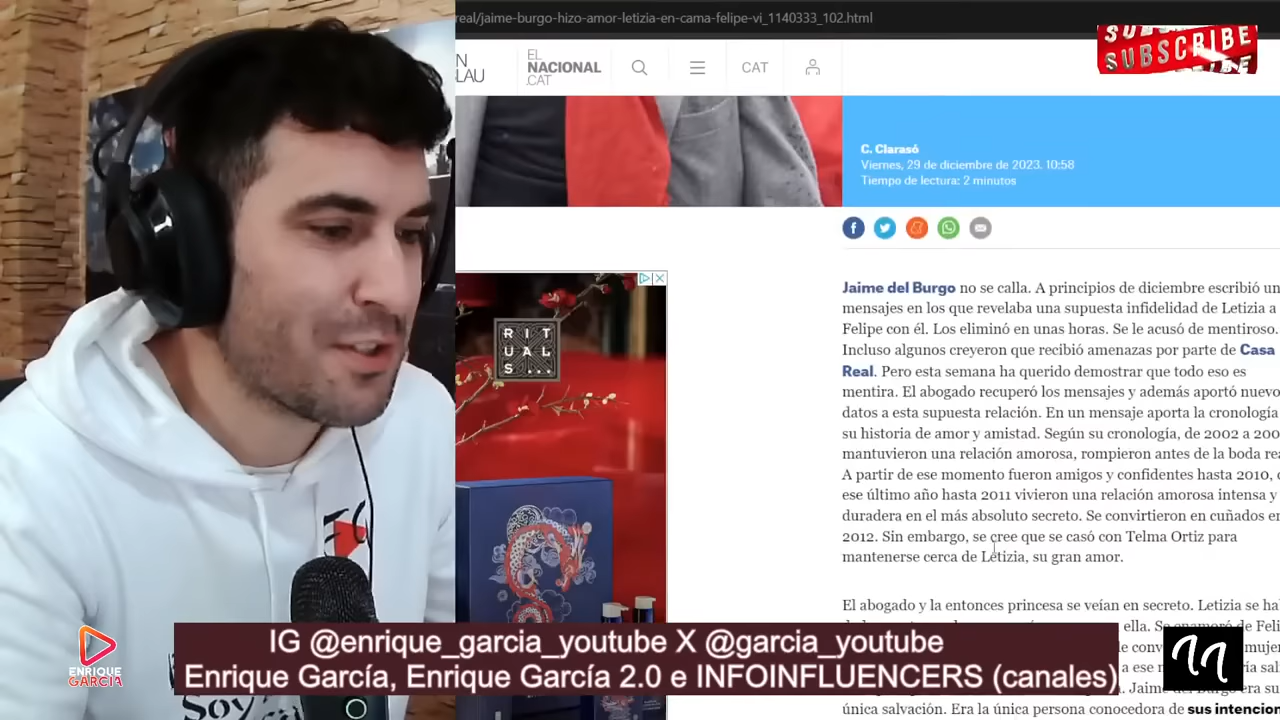 real/jaime-burgo-hizo-amor-letizia-en-cama-felipe-vi_1140333_102.html
SUBSCRIBE
SUBSCRIBE
EL
NACIONAL
.CAT
CAT
C. Clarasó
Viernes, 29 de diciembre de 2023. 10:58
Tiempo de lectura: 2 minutos
Jaime del Burgo no se calla. A principios de diciembre escribió un
mensajes en los que revelaba una supuesta infidelidad de Letizia a
Felipe con él. Los eliminó en unas horas. Se le acusó de mentiroso.
Incluso algunos creyeron que recibió amenazas por parte de Casa
Real. Pero esta semana ha querido demostrar que todo eso es
mentira. El abogado recuperó los mensajes y además aportó nuevo
datos a esta supuesta relación. En un mensaje aporta la cronología
su historia de amor y amistad. Según su cronología, de 2002 a 200
mantuvieron una relación amorosa, rompieron antes de la boda rea
A partir de ese momento fueron amigos y confidentes hasta 2010,
ese último año hasta 2011 vivieron una relación amorosa intensa y
duradera en el más absoluto secreto. Se convirtieron en cuñados en
2012. Sin embargo, se cree que se casó con Telma Ortiz para
mantenerse cerca de Letizia, su gran amor.
El abogado y la entonces princesa se veían en secreto. Letizia se ha
única salvación. Era la única persona conocedora de sus intencion
RIT
UAL
S...
IG @enrique_garcia_youtube X @garcia_youtube
Enrique García, Enrique García 2.0 e INFOINFLUENCERS (canales)
ENRIQUE
GARCÍA
Soy